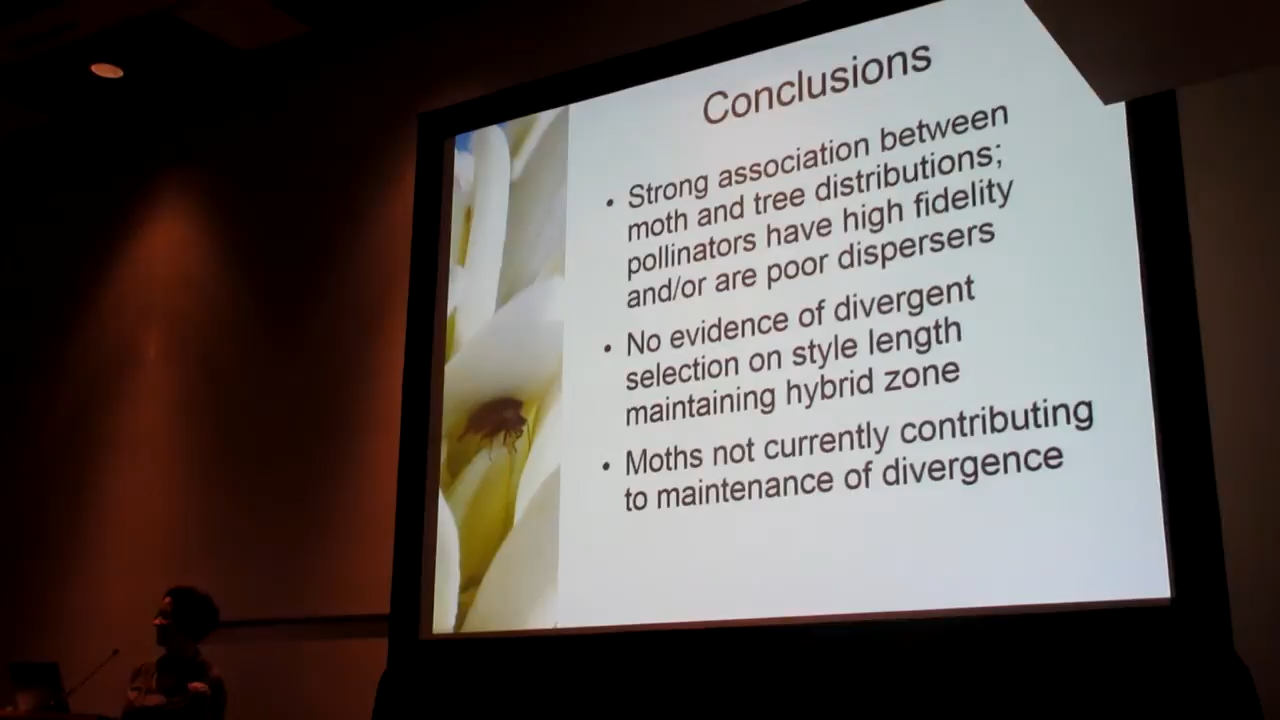 Conclusions
• Strong association between
moth and tree distributions;
pollinators have high fidelity
and/or are poor dispersers
• No evidence of divergent
selection on style length
maintaining hybrid zone
• Moths not currently contributing
to maintenance of divergence